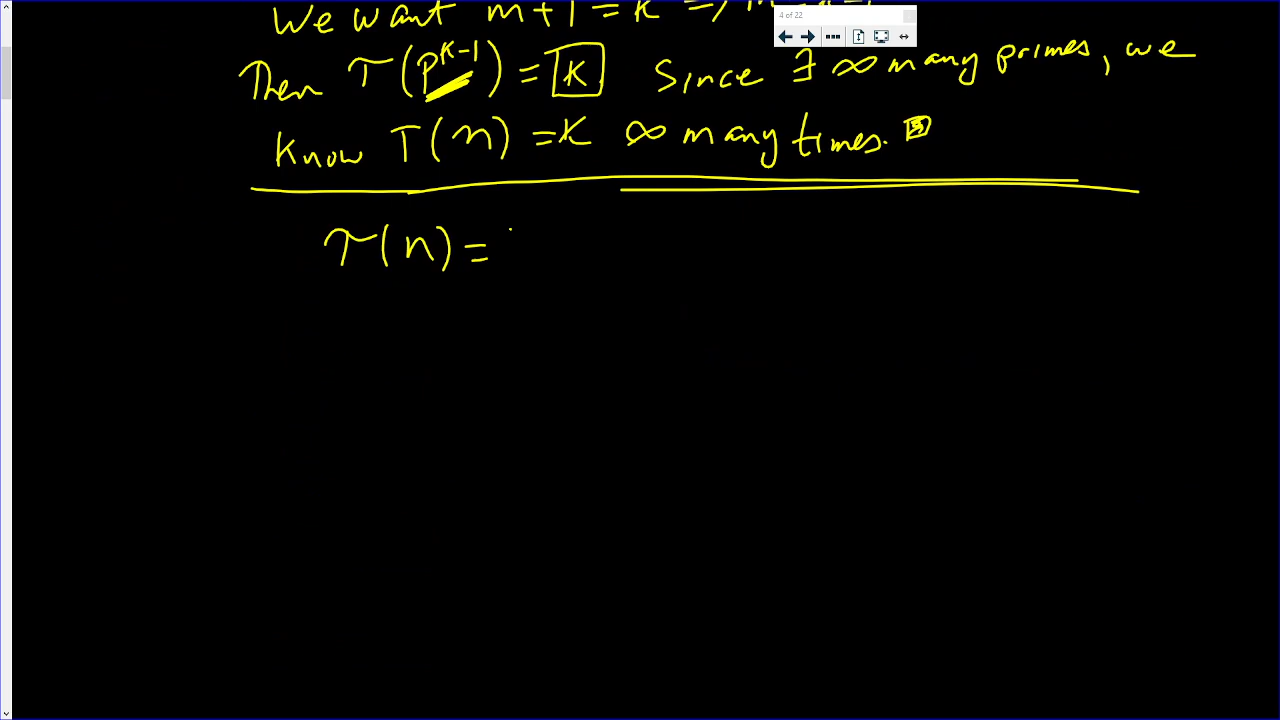 We want m+1=K =>
4 of 22
Then τ(p^{K-1}) = K Since ∃ ∞ many primes, we
Know τ(n) = K ∞ many times.
τ(n) =